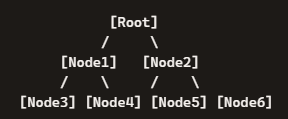 [Root]
/ \
[Node1] [Node2]
/ \ / \
[Node3] [Node4] [Node5] [Node6]